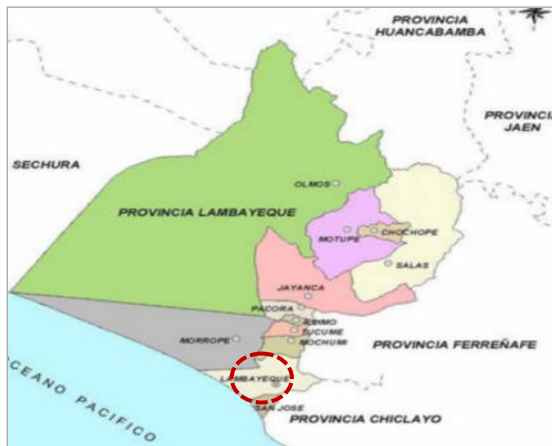 PROVINCIA
HUANCABAMBA
PROVINCIA
JAEN
SECHURA
OLMOS
PROVINCIA LAMBAYEQUE
MOTUPE
CHOCHOPE
SALAS
JAYANCA
PACORA
TUCUME
MORROPE
MOCHUMI
PROVINCIA FERREÑAFE
LAMBAYEQUE
SAN JOSE
PROVINCIA CHICLAYO
OCEANO PACIFICO